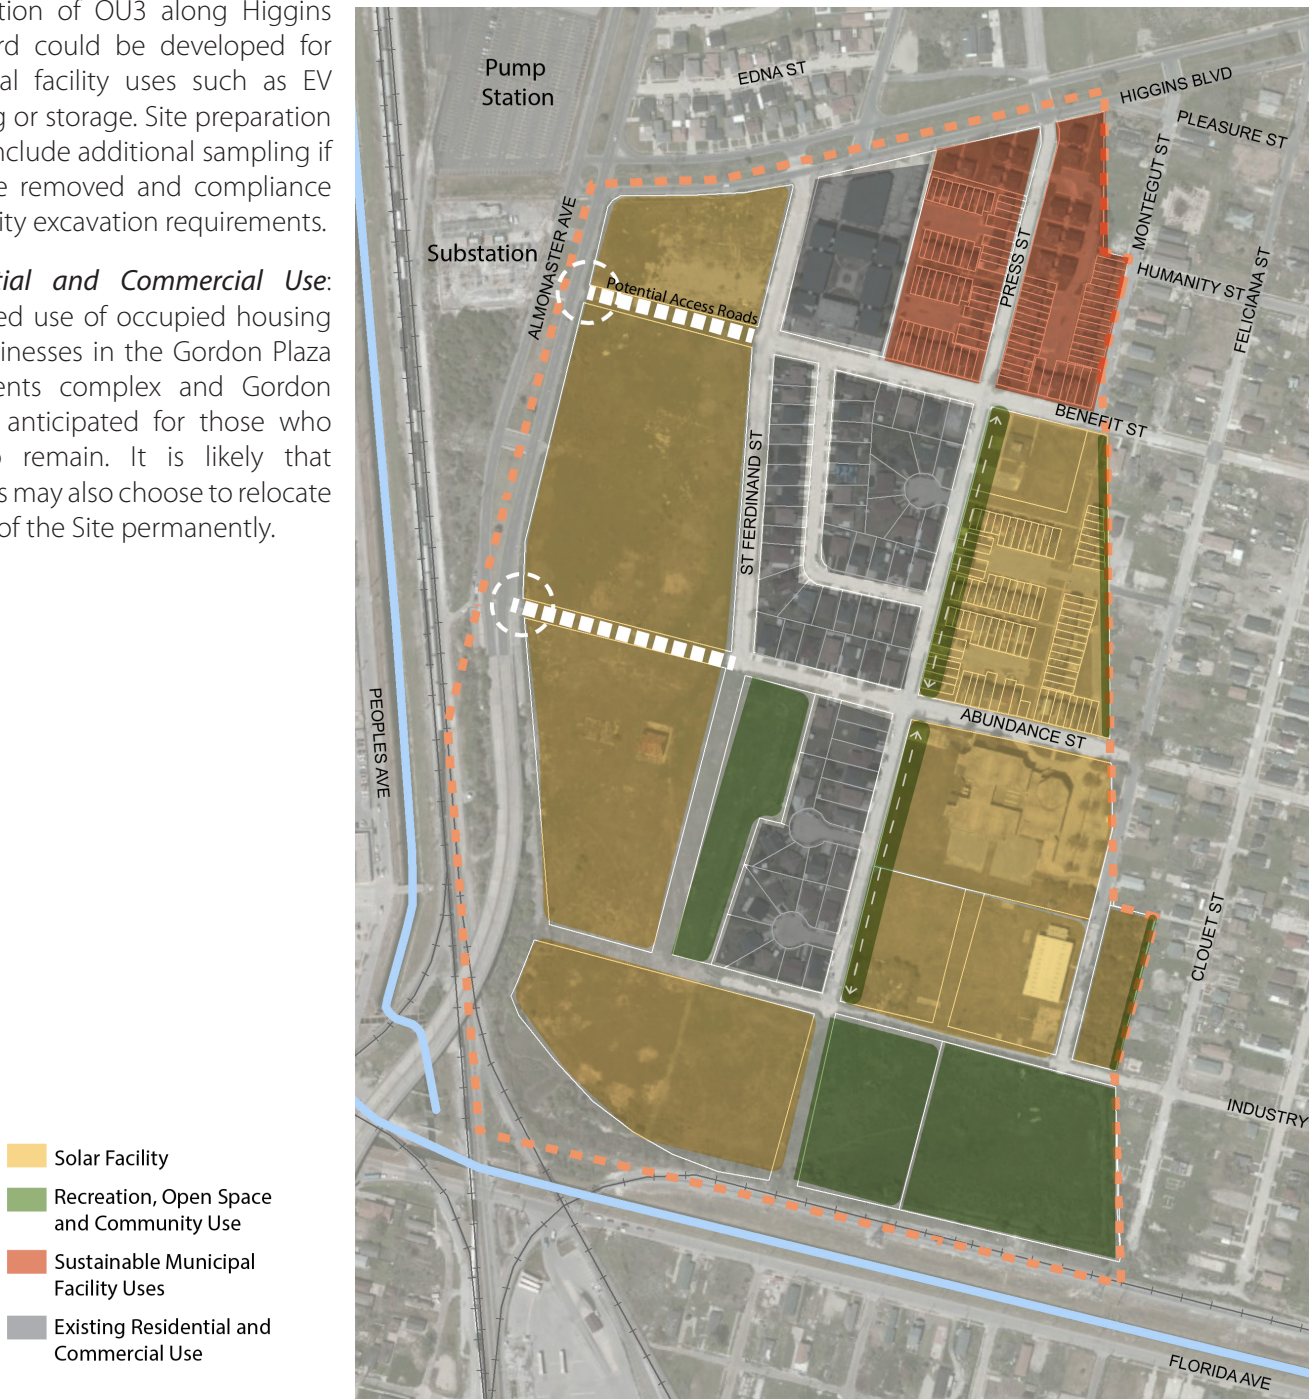 tion of OU3 along Higgins
rd could be developed for
al facility uses such as EV
g or storage. Site preparation
nclude additional sampling if
e removed and compliance
ity excavation requirements.
tial and Commercial Use:
ed use of occupied housing
inesses in the Gordon Plaza
ents complex and Gordon
anticipated for those who
o remain. It is likely that
s may also choose to relocate
of the Site permanently.
Pump
Station
EDNA ST
HIGGINS BLVD
PLEASURE ST
MONTEGUT ST
Substation
ALMONASTER AVE
PRESS ST
HUMANITY ST
FELICIANA ST
Potential Access Roads
BENEFIT ST
ST FERDINAND ST
ABUNDANCE ST
PEOPLES AVE
CLOUET ST
INDUSTRY
FLORIDA AVE
Solar Facility
Recreation, Open Space
and Community Use
Sustainable Municipal
Facility Uses
Existing Residential and
Commercial Use